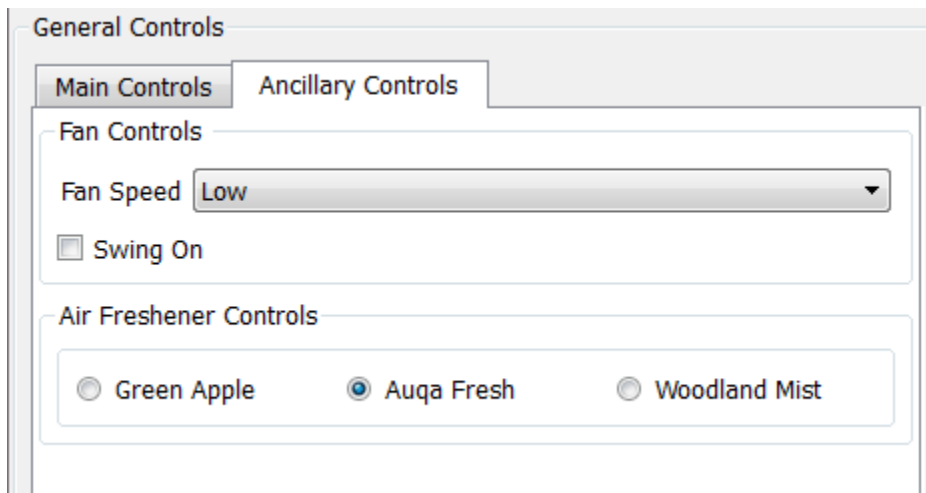 General Controls
Main Controls Ancillary Controls
Fan Controls
Fan Speed Low
Swing On
Air Freshener Controls
Green Apple Auqa Fresh Woodland Mist